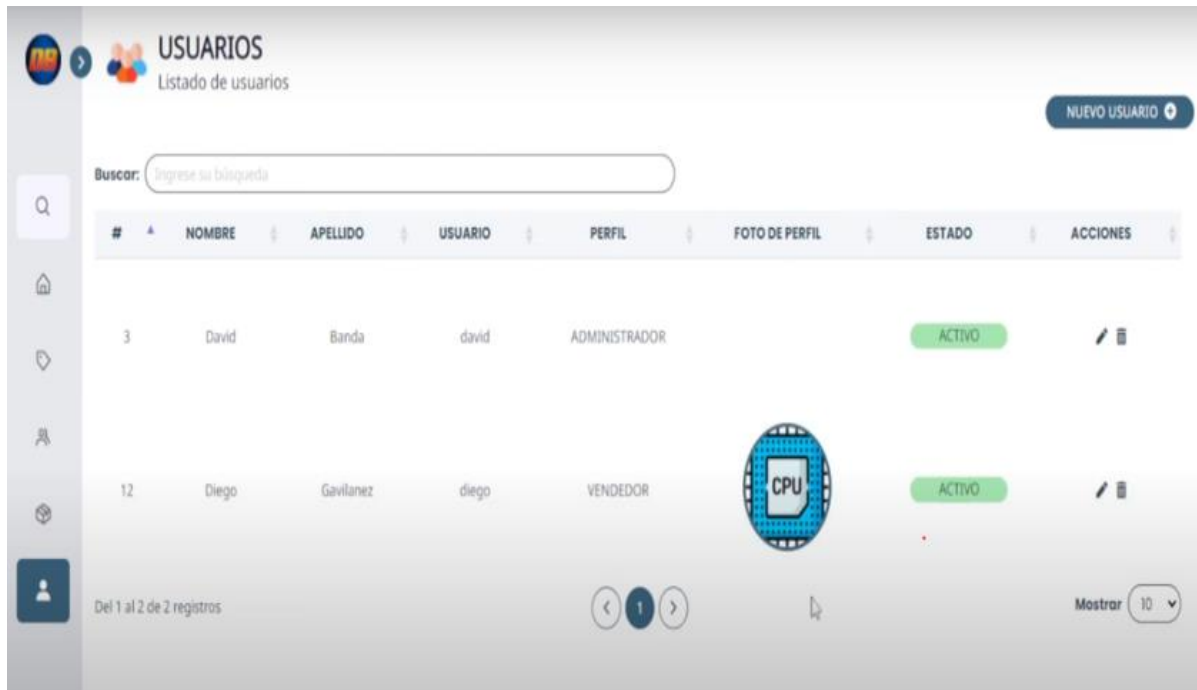 DB
USUARIOS
Listado de usuarios
NUEVO USUARIO
Buscar: Ingrese su búsqueda
# NOMBRE APELLIDO USUARIO PERFIL FOTO DE PERFIL ESTADO ACCIONES
3 David Banda david ADMINISTRADOR ACTIVO
12 Diego Gavilanez diego VENDEDOR CPU ACTIVO
Del 1 al 2 de 2 registros 1 Mostrar 10